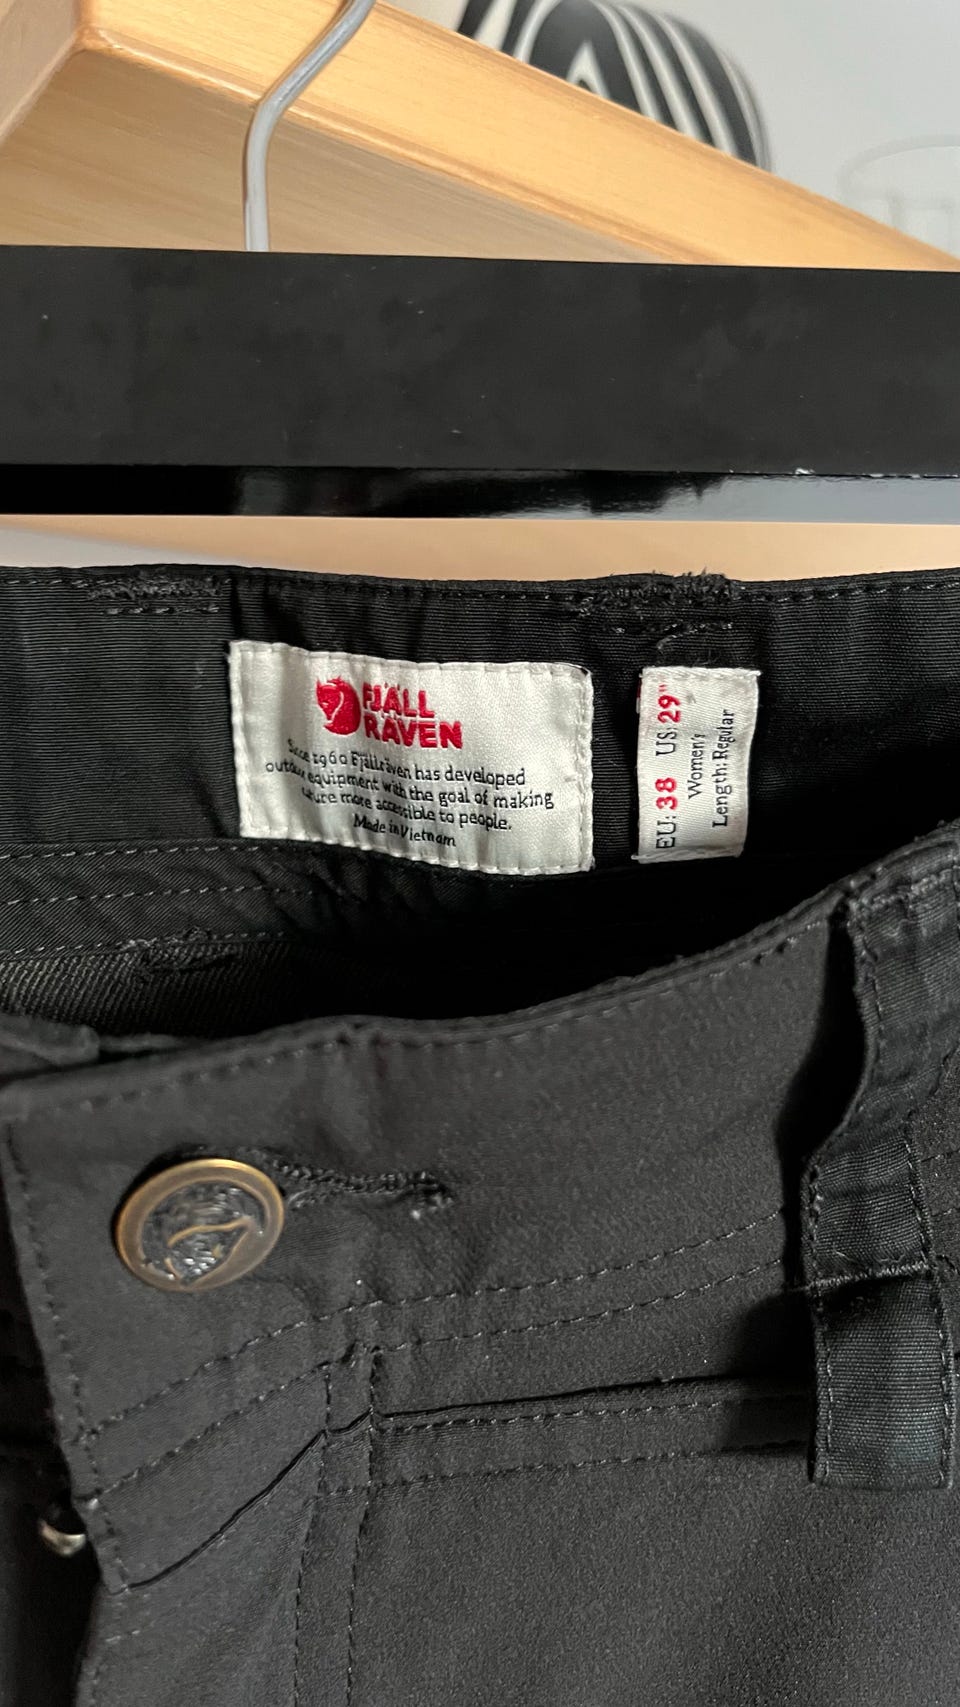 FJÄLL
RÄVEN
Since 1960 Fjällräven has developed
outdoor equipment with the goal of making
nature more accessible to people.
Made in Vietnam
EU: 38 US: 29"
Women's
Length: Regular